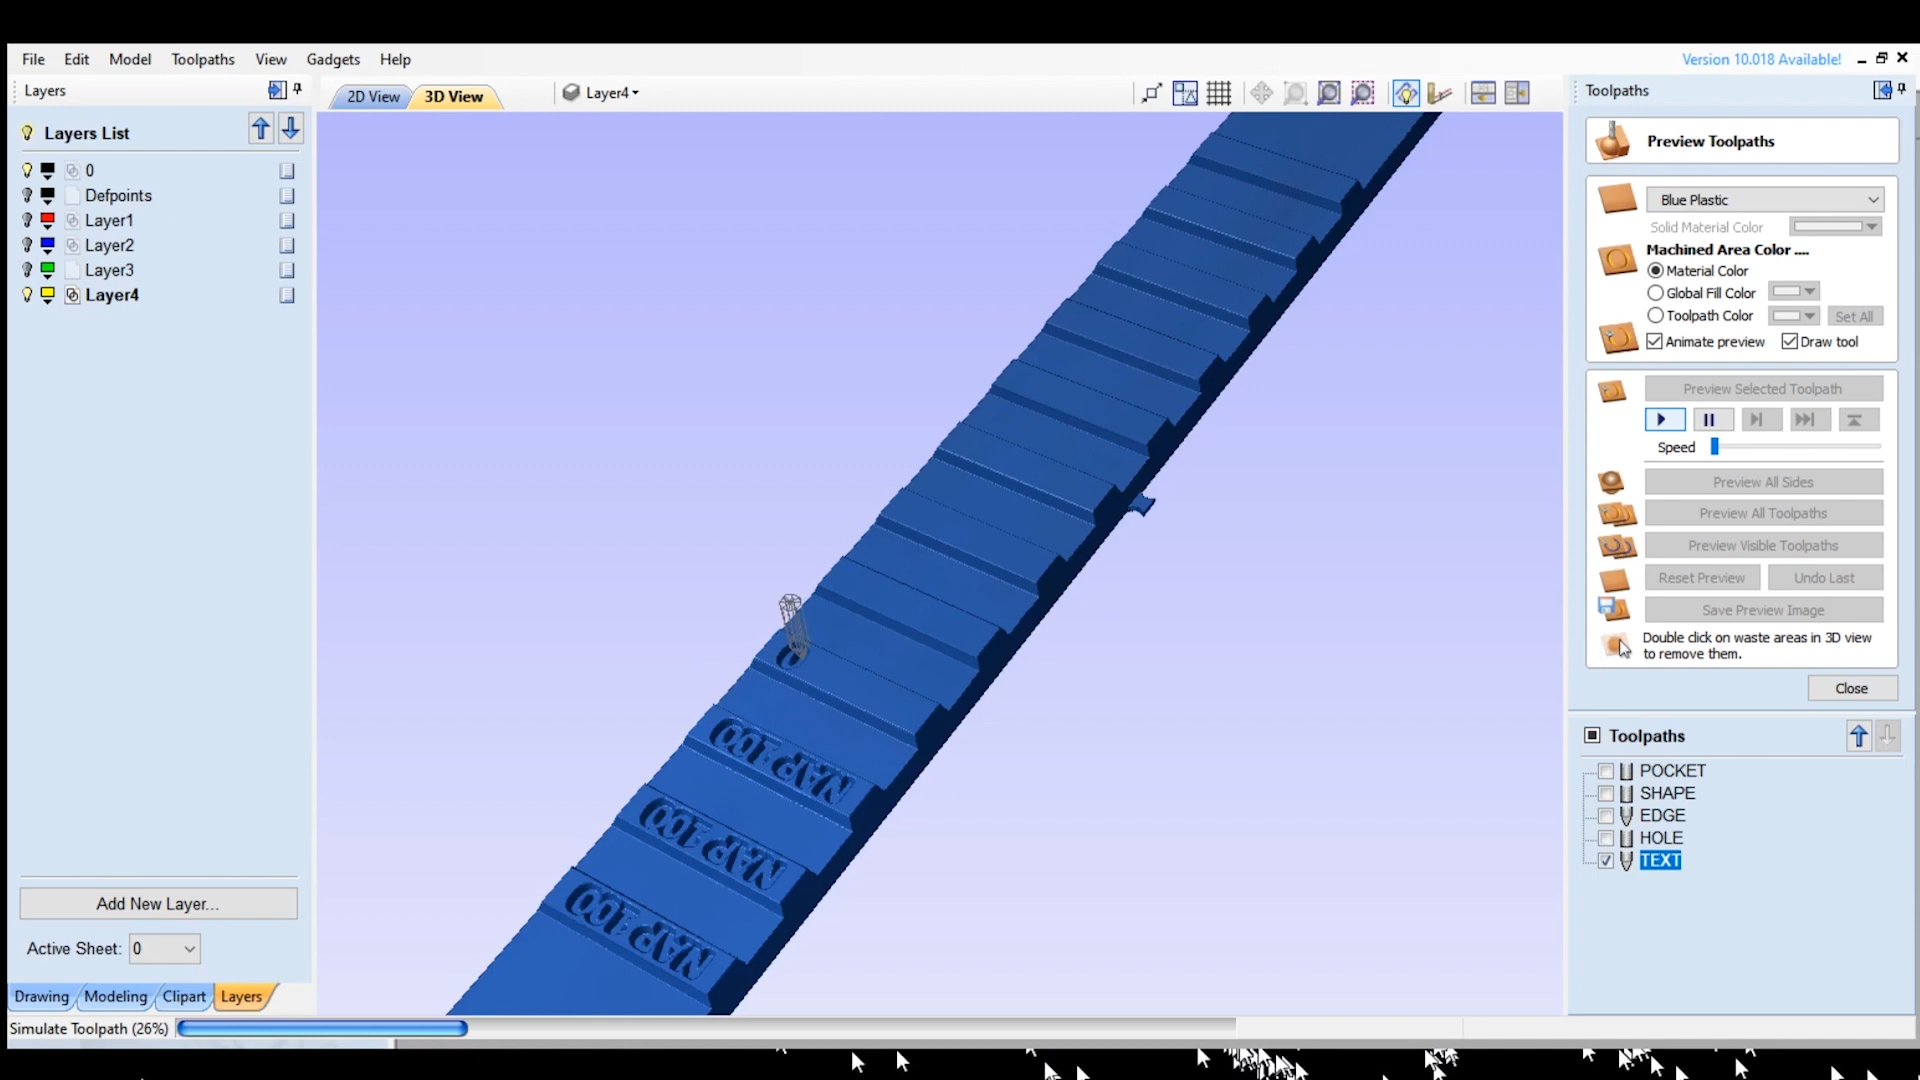 File Edit Model Toolpaths View Gadgets Help
Version 10.018 Available!
Layers
2D View 3D View Layer4
Toolpaths
Layers List
0
Defpoints
Layer1
Layer2
Layer3
Layer4
Preview Toolpaths
Blue Plastic
Solid Material Color
Machined Area Color ....
Material Color
Global Fill Color
Toolpath Color Set All
Animate preview Draw tool
Preview Selected Toolpath
Speed
Preview All Sides
Preview All Toolpaths
Preview Visible Toolpaths
Reset Preview Undo Last
Save Preview Image
Double click on waste areas in 3D view
to remove them.
Close
Toolpaths
POCKET
SHAPE
EDGE
HOLE
TEXT
0
NAP 100
NAP 100
NAP 100
Add New Layer...
Active Sheet: 0
Drawing Modeling Clipart Layers
Simulate Toolpath (26%)